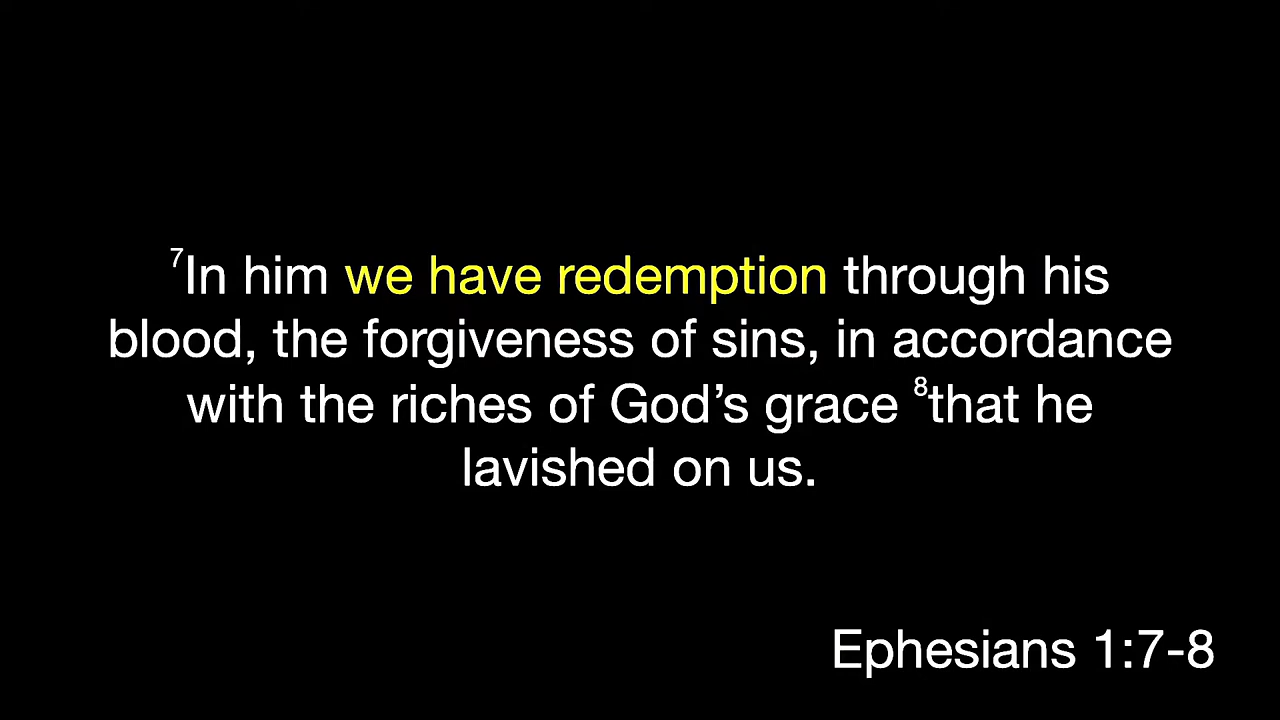 ⁷In him we have redemption through his
blood, the forgiveness of sins, in accordance
with the riches of God’s grace ⁸that he
lavished on us.
Ephesians 1:7-8